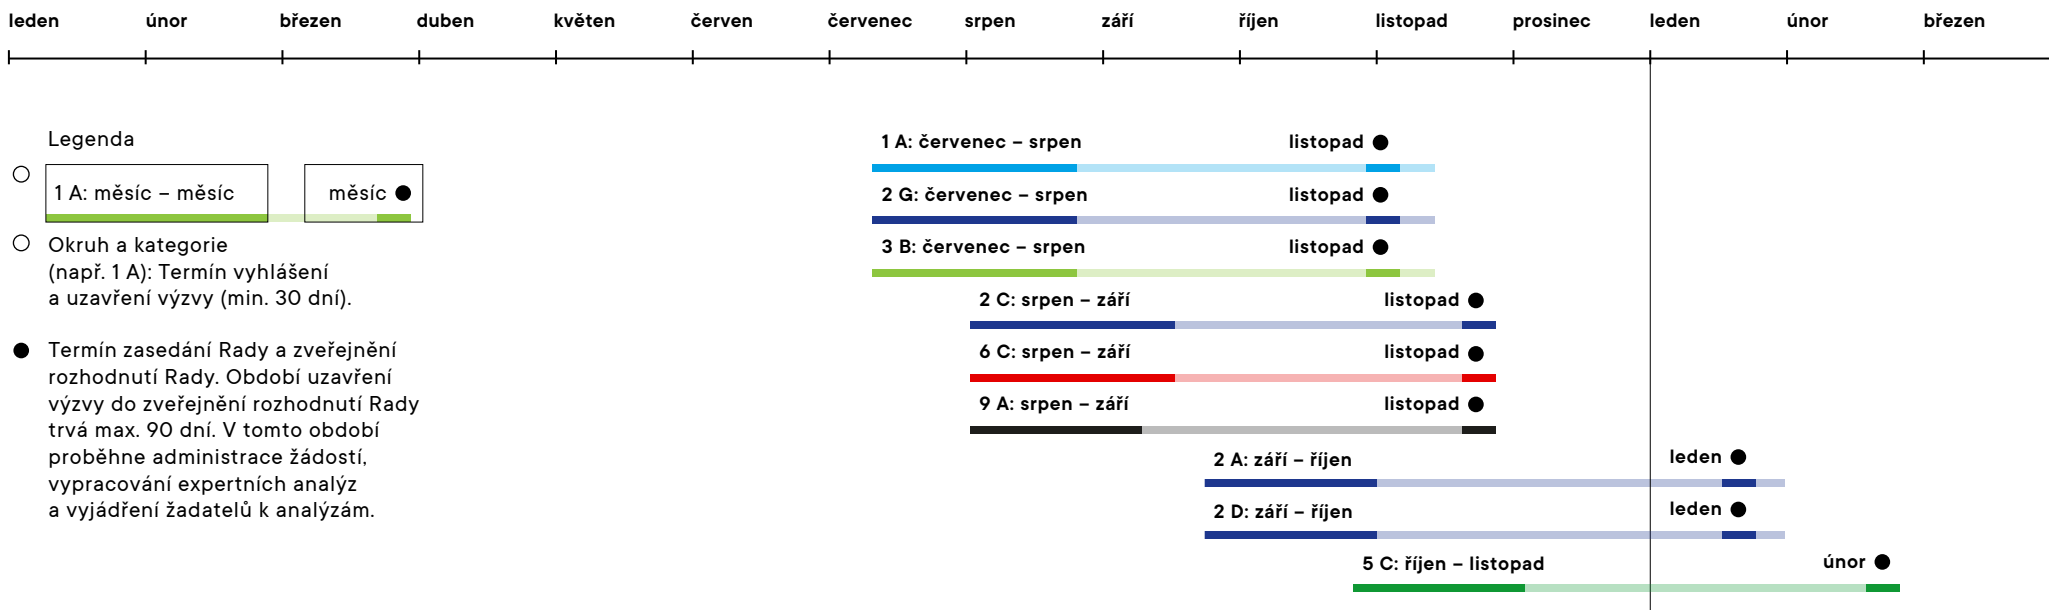 leden únor březen duben květen červen červenec srpen září říjen listopad prosinec leden únor březen
Legenda
1 A: měsíc – měsíc měsíc
Okruh a kategorie
(např. 1 A): Termín vyhlášení
a uzavření výzvy (min. 30 dní).
Termín zasedání Rady a zveřejnění
rozhodnutí Rady. Období uzavření
výzvy do zveřejnění rozhodnutí Rady
trvá max. 90 dní. V tomto období
proběhne administrace žádostí,
vypracování expertních analýz
a vyjádření žadatelů k analýzám.
1 A: červenec – srpen listopad
2 G: červenec – srpen listopad
3 B: červenec – srpen listopad
2 C: srpen – září listopad
6 C: srpen – září listopad
9 A: srpen – září listopad
2 A: září – říjen leden
2 D: září – říjen leden
5 C: říjen – listopad únor